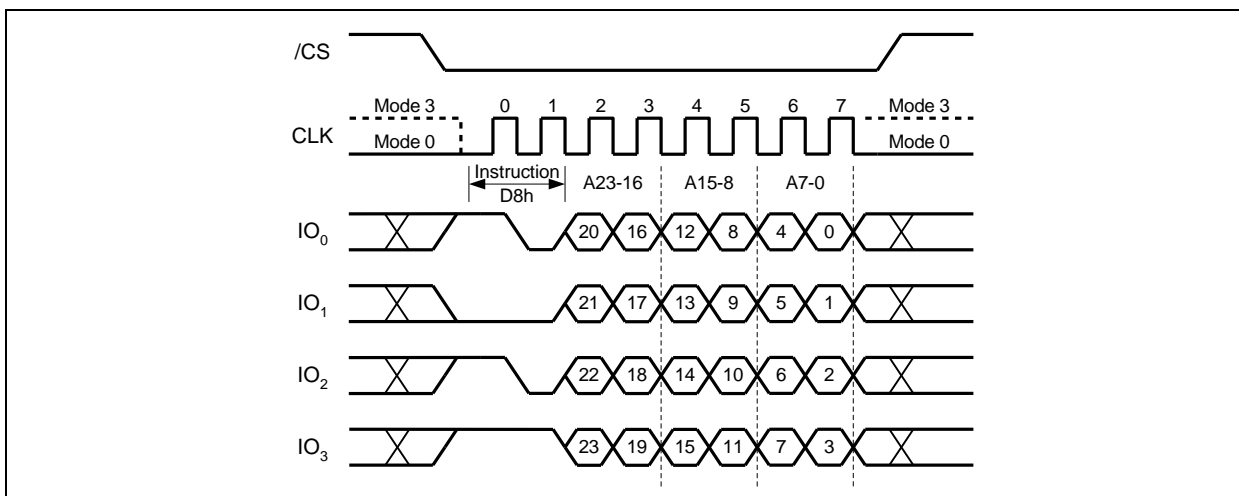 /CS
Mode 3 0 1 2 3 4 5 6 7 Mode 3
CLK
Mode 0 Mode 0
Instruction
D8h
A23-16 A15-8 A7-0
IO0 20 16 12 8 4 0
IO1 21 17 13 9 5 1
IO2 22 18 14 10 6 2
IO3 23 19 15 11 7 3